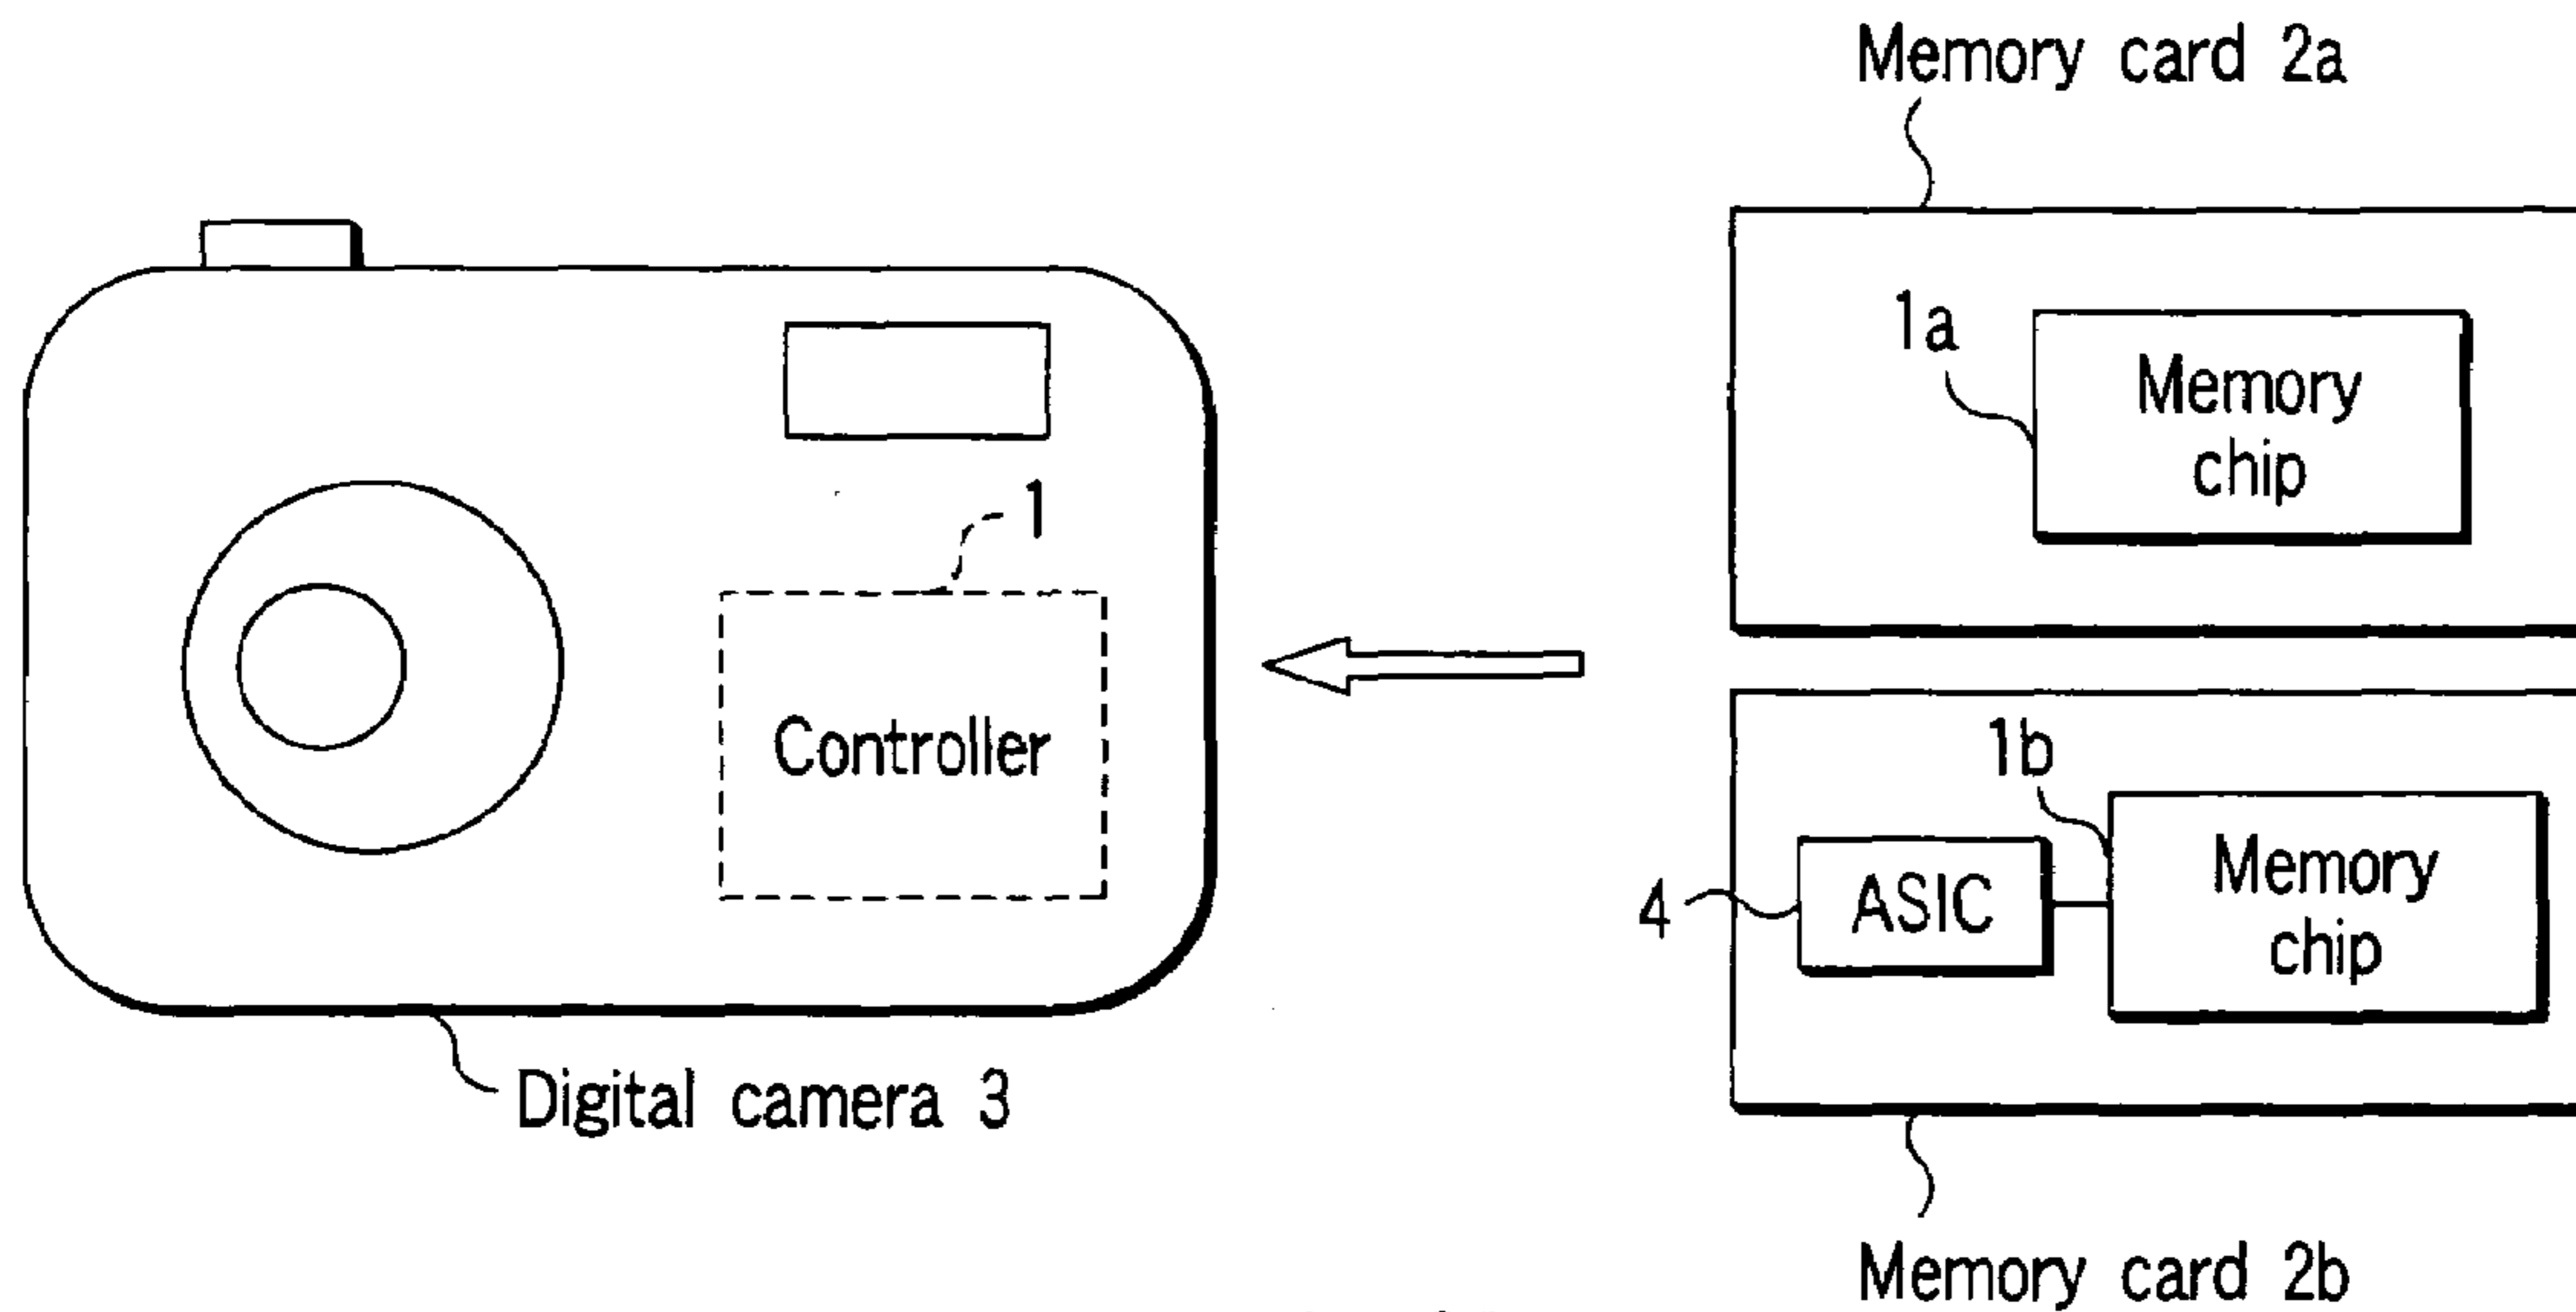 Memory card 2a
1a
Memory
chip
1
Controller
1b
Memory
chip
4
ASIC
Digital camera 3
Memory card 2b